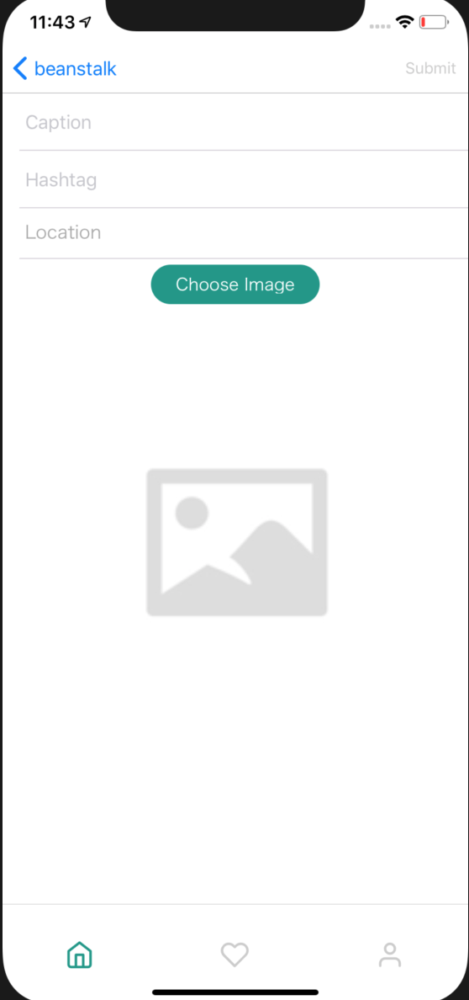 11:43
beanstalk Submit
Caption
Hashtag
Location
Choose Image